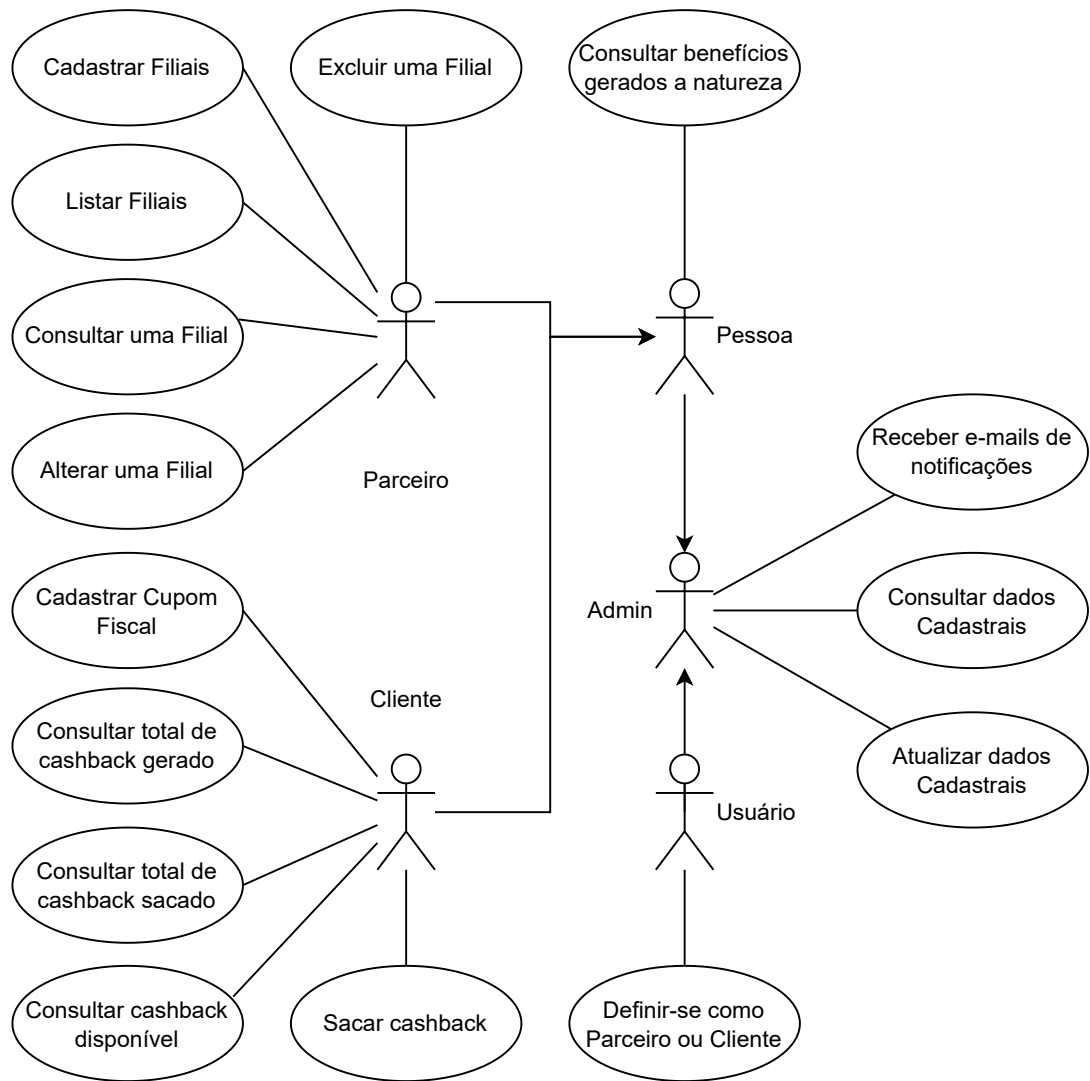 Cadastrar Filiais
Excluir uma Filial
Consultar benefícios
gerados a natureza
Listar Filiais
Consultar uma Filial
Pessoa
Alterar uma Filial
Parceiro
Receber e-mails de
notificações
Cadastrar Cupom
Fiscal
Admin
Consultar dados
Cadastrais
Cliente
Consultar total de
cashback gerado
Atualizar dados
Cadastrais
Usuário
Consultar total de
cashback sacado
Consultar cashback
disponível
Sacar cashback
Definir-se como
Parceiro ou Cliente